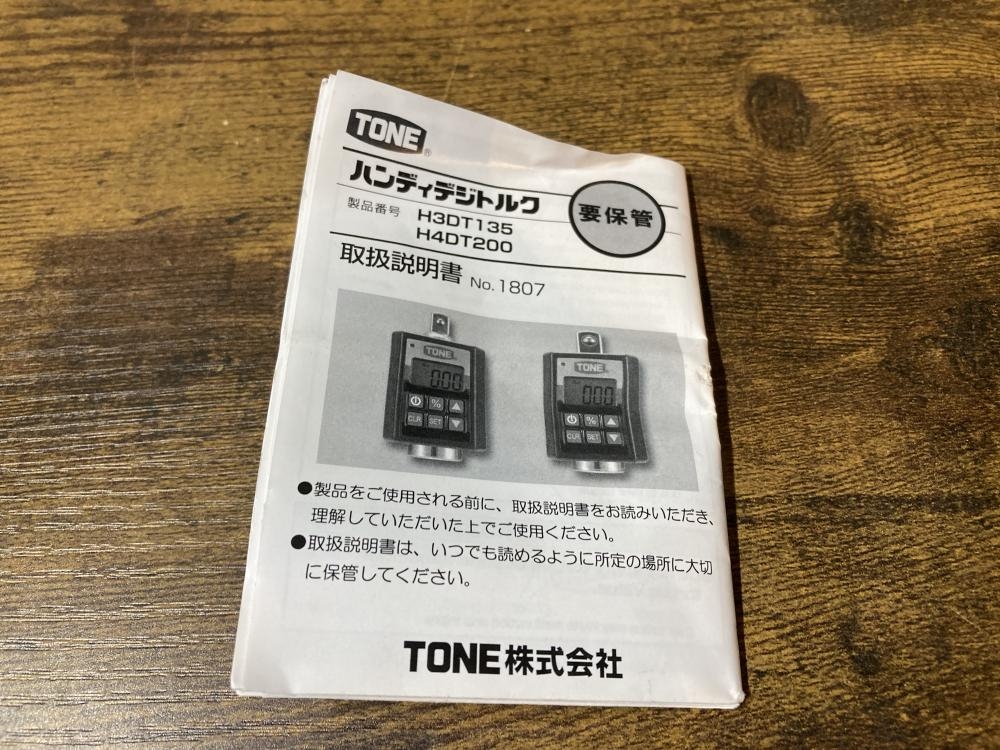 TONE®
ハンディデジトルク
要保管
製品番号 H3DT135
H4DT200
取扱説明書 No.1807
TONE
0.00
%
CLR SET
TONE
000
%
CLR SET
●製品をご使用される前に、取扱説明書をお読みいただき、
理解していただいた上でご使用ください。
●取扱説明書は、いつでも読めるように所定の場所に大切
に保管してください。
TONE株式会社